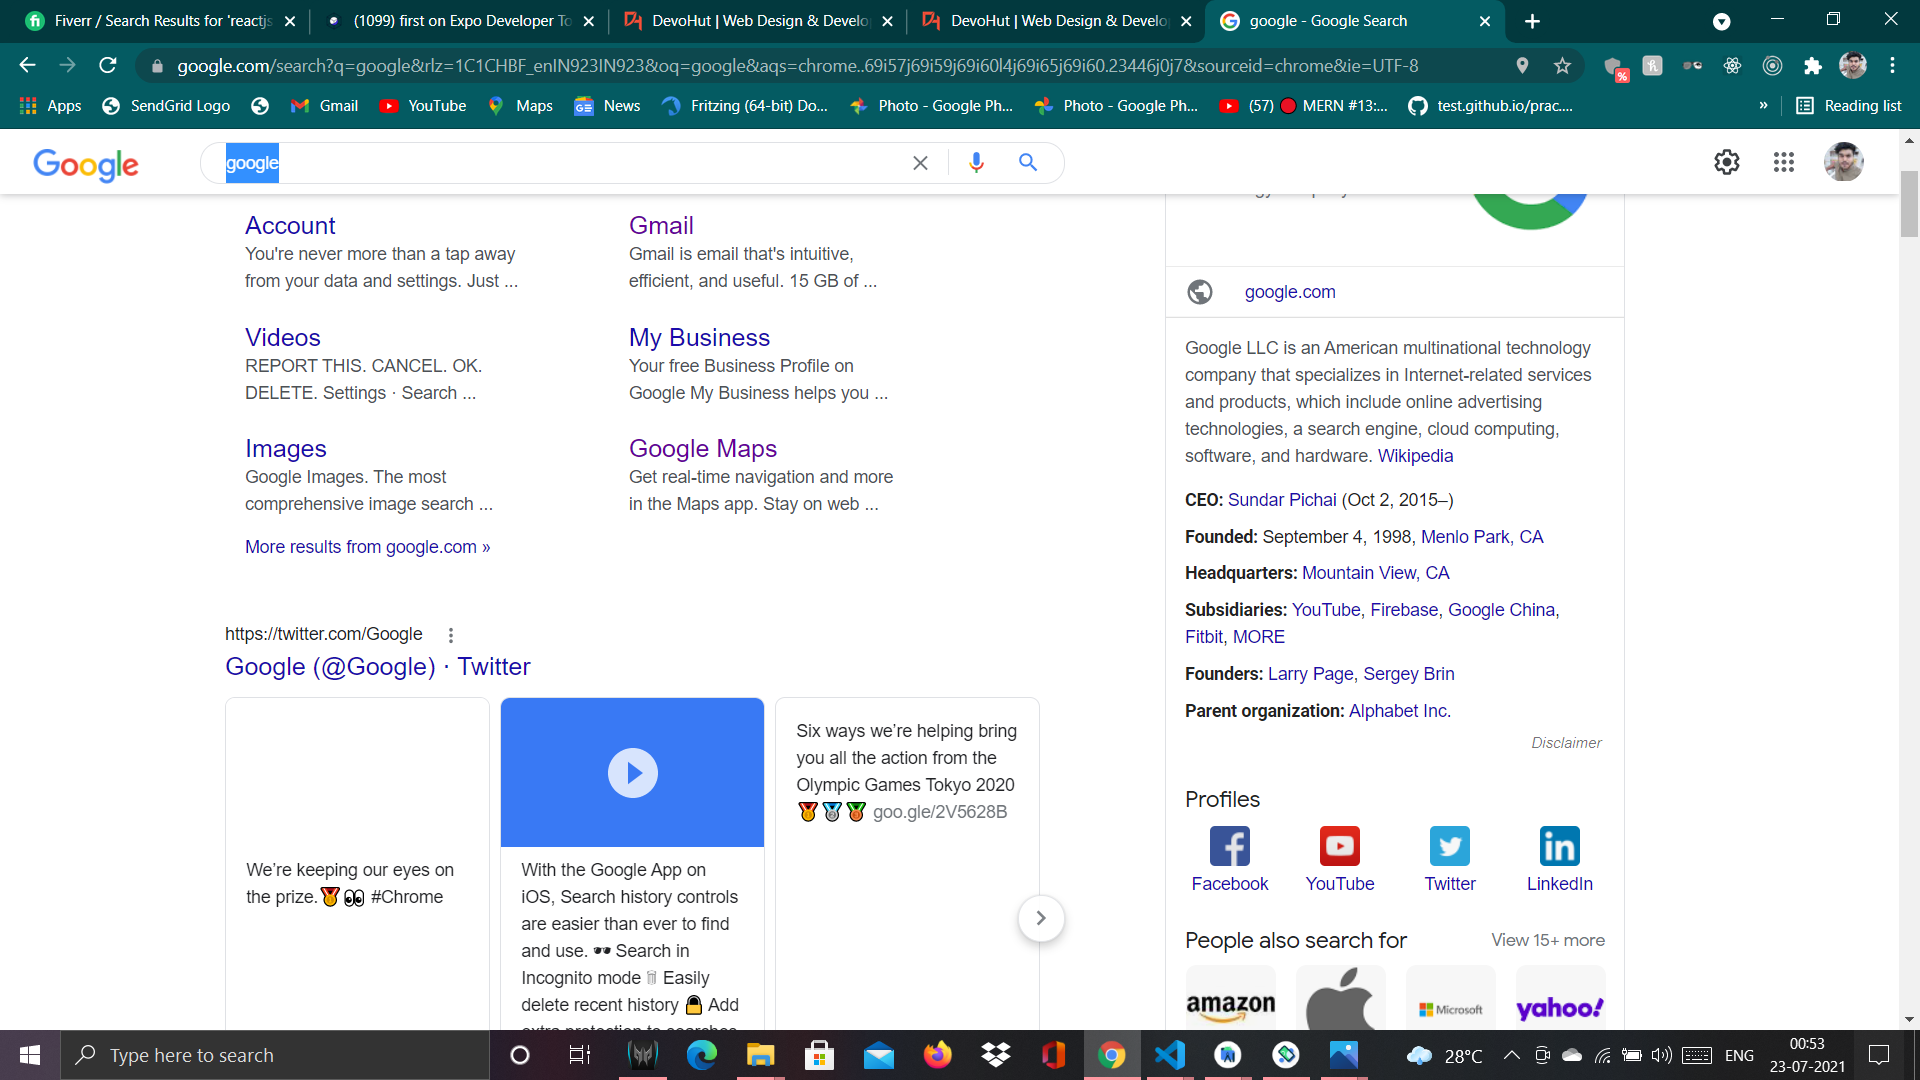 Fiverr / Search Results for 'reactjs
(1099) first on Expo Developer To
DevoHut | Web Design & Develo
DevoHut | Web Design & Develo
google - Google Search
google.com/search?q=google&rlz=1C1CHBF_enIN923IN923&oq=google&aqs=chrome..69i57j69i59j69i60l4j69i65j69i60.23446j0j7&sourceid=chrome&ie=UTF-8
Apps
SendGrid Logo
Gmail
YouTube
Maps
News
Fritzing (64-bit) Do...
Photo - Google Ph...
Photo - Google Ph...
(57) 🔴 MERN #13:...
test.github.io/prac....
»
Reading list
Google
google
Account
You're never more than a tap away
from your data and settings. Just ...
Gmail
Gmail is email that's intuitive,
efficient, and useful. 15 GB of ...
Videos
REPORT THIS. CANCEL. OK.
DELETE. Settings · Search ...
My Business
Your free Business Profile on
Google My Business helps you ...
Images
Google Images. The most
comprehensive image search ...
Google Maps
Get real-time navigation and more
in the Maps app. Stay on web ...
More results from google.com »
https://twitter.com/Google
Google (@Google) · Twitter
We're keeping our eyes on
the prize.🏅👀 #Chrome
With the Google App on
iOS, Search history controls
are easier than ever to find
and use. 🕶️ Search in
Incognito mode 🗑 Easily
delete recent history 🔒 Add
extra protection to searches
Six ways we're helping bring
you all the action from the
Olympic Games Tokyo 2020
🥇🥈🥉 goo.gle/2V5628B
google.com
Google LLC is an American multinational technology
company that specializes in Internet-related services
and products, which include online advertising
technologies, a search engine, cloud computing,
software, and hardware. Wikipedia
CEO: Sundar Pichai (Oct 2, 2015–)
Founded: September 4, 1998, Menlo Park, CA
Headquarters: Mountain View, CA
Subsidiaries: YouTube, Firebase, Google China,
Fitbit, MORE
Founders: Larry Page, Sergey Brin
Parent organization: Alphabet Inc.
Disclaimer
Profiles
Facebook
YouTube
Twitter
LinkedIn
People also search for
View 15+ more
amazon
Microsoft
yahoo!
Type here to search
28°C
ENG
00:53
23-07-2021